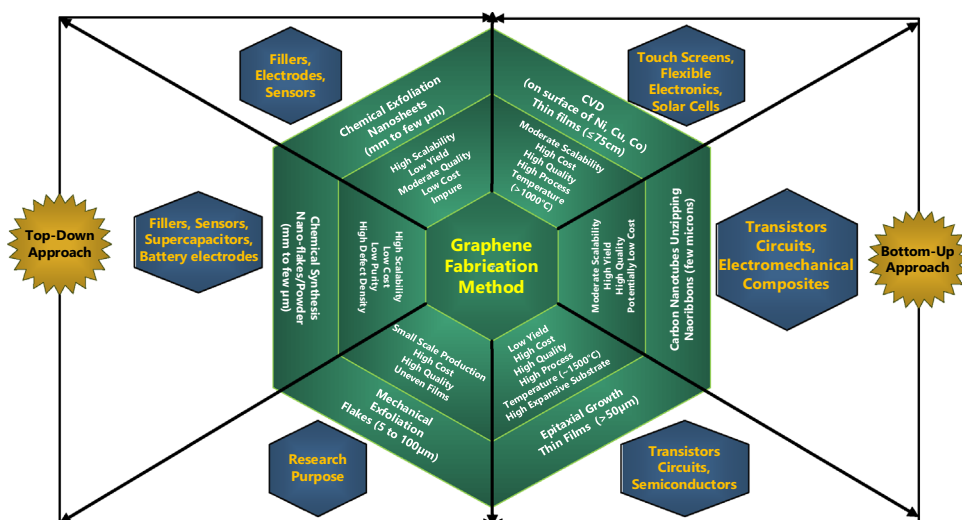 Fillers,
Electrodes,
Sensors
Touch Screens,
Flexible
Electronics,
Solar Cells
Chemical Exfoliation
Nanosheets
(mm to few µm)
CVD
(on surface of Ni, Cu, Co)
Thin films (≤75cm)
High Scalability
Low Yield
Moderate Quality
Low Cost
Impure
Moderate Scalability
High Cost
High Quality
High Process
Temperature
(>1000°C)
Top-Down
Approach
Fillers, Sensors,
Supercapacitors,
Battery electrodes
Chemical Synthesis
Nano-flakes/Powder
(mm to few µm)
High Scalability
Low Cost
Low Purity
High Defect Density
Graphene
Fabrication
Method
Moderate Scalability
High Yield
High Quality
Potentially Low Cost
Carbon Nanotubes Unzipping
Naoribbons (few microns)
Transistors
Circuits,
Electromechanical
Composites
Bottom-Up
Approach
Small Scale Production
High Cost
High Quality
Uneven Films
Low Yield
High Cost
High Quality
High Process
Temperature (~1500°C)
High Expansive Substrate
Mechanical
Exfoliation
Flakes (5 to 100µm)
Epitaxial Growth
Thin Films (>50µm)
Research
Purpose
Transistors
Circuits,
Semiconductors